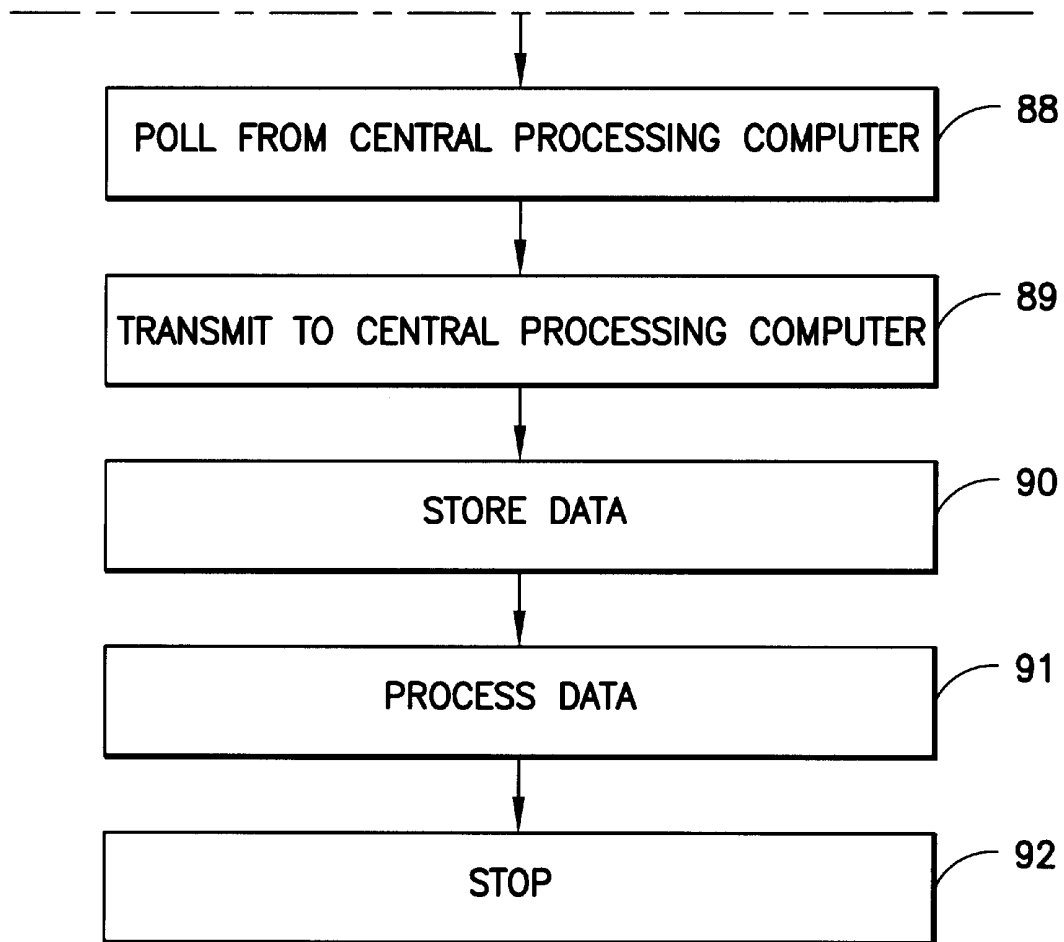 POLL FROM CENTRAL PROCESSING COMPUTER
88
TRANSMIT TO CENTRAL PROCESSING COMPUTER
89
STORE DATA
90
PROCESS DATA
91
STOP
92